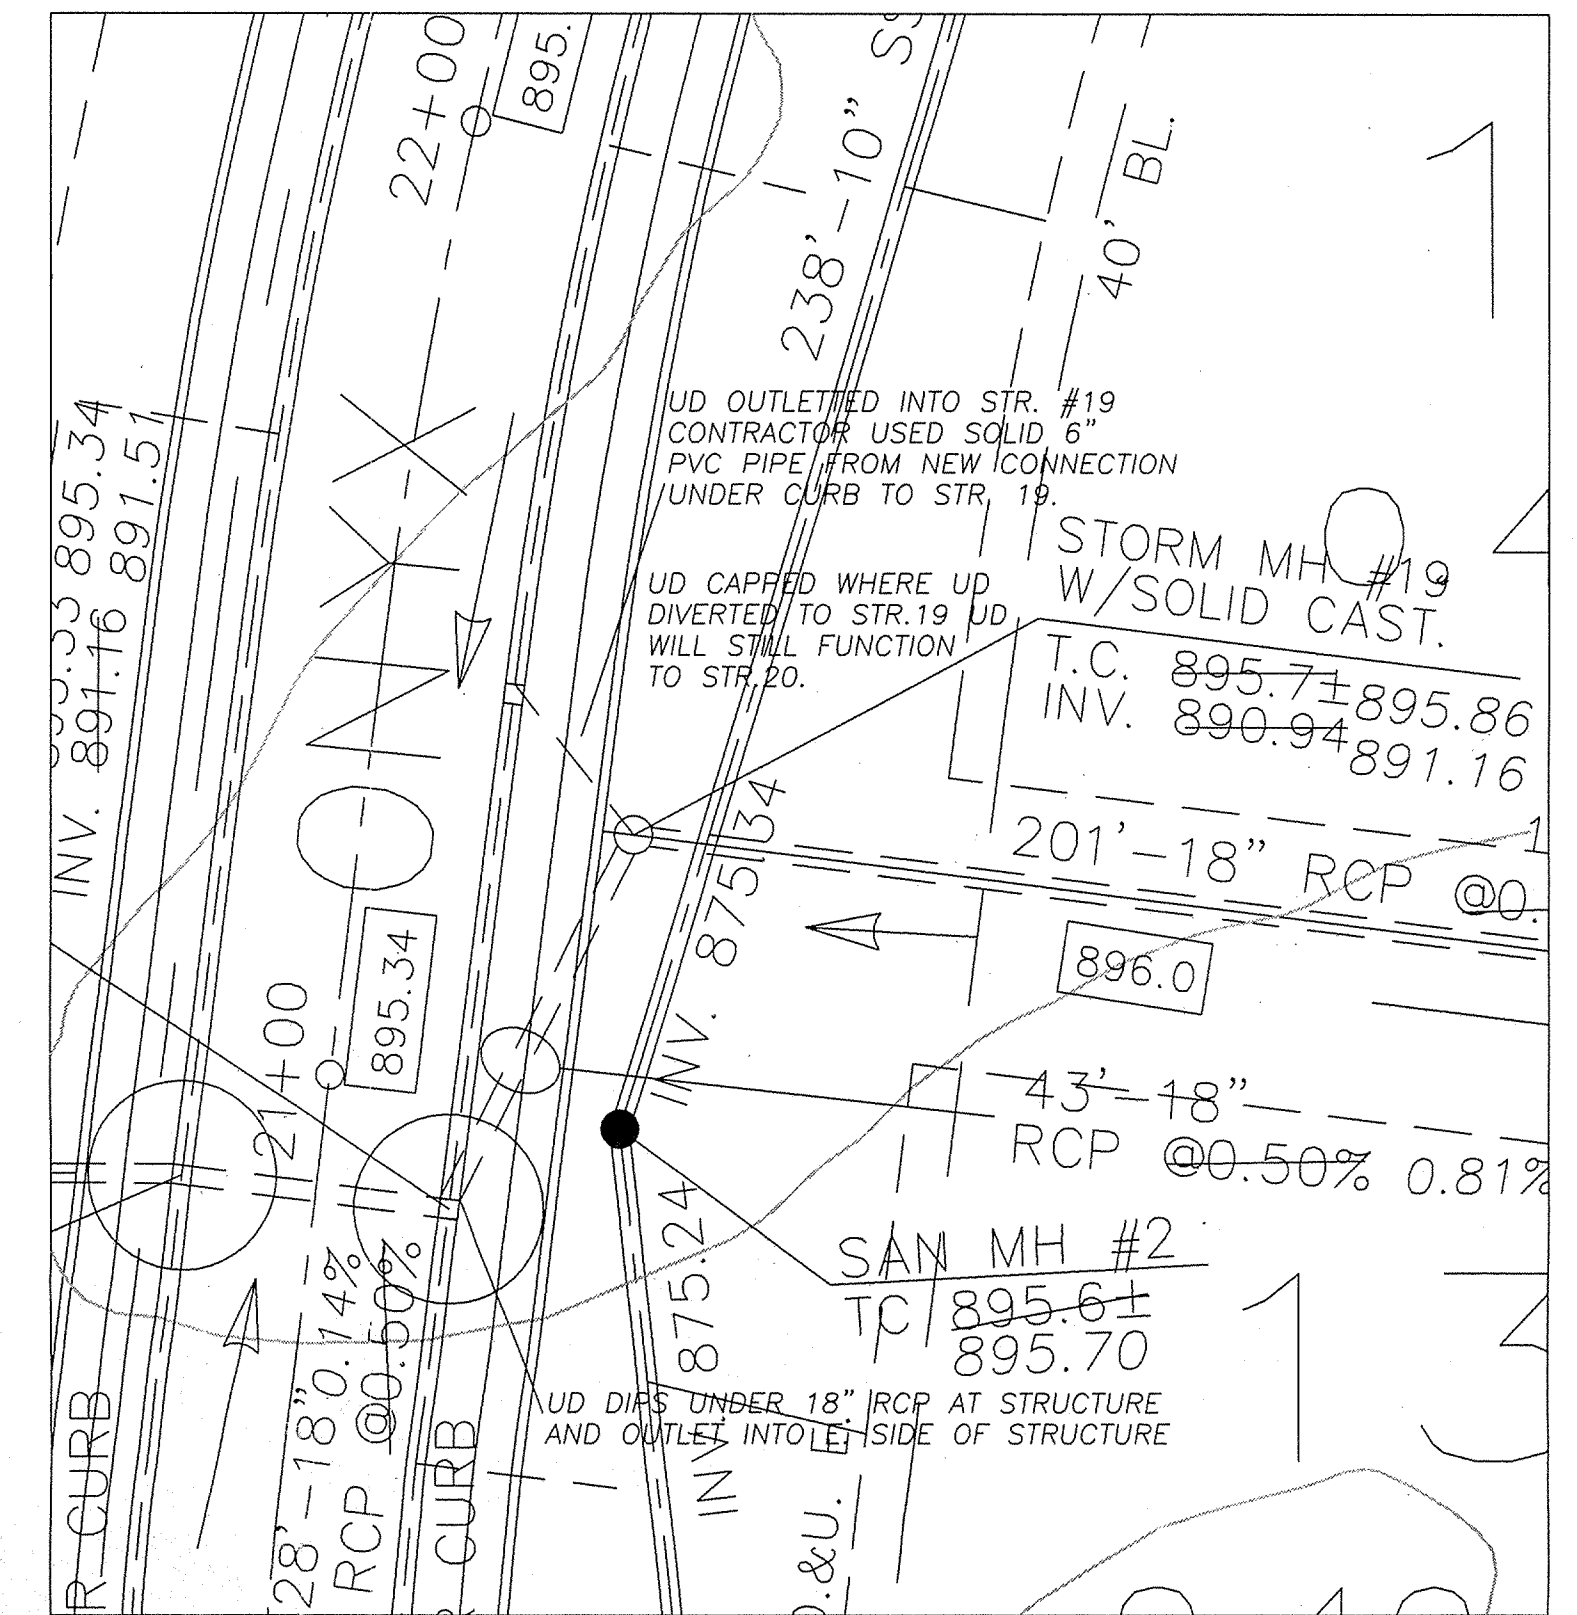 22+00
895.
238'-10" SS
40' BL.
1
UD OUTLETTED INTO STR. #19
CONTRACTOR USED SOLID 6"
PVC PIPE FROM NEW CONNECTION
UNDER CURB TO STR. 19.
UD CAPPED WHERE UD
DIVERTED TO STR.19 UD
WILL STILL FUNCTION
TO STR.20.
STORM MH #19
W/SOLID CAST.
T.C. 895.7± 895.86
INV. 890.94 891.16
895.34
INV. 891.16 891.51
ONYX
INV. 875.34
201'-18" RCP @0.
896.0
895.34
21+00
43'-18"
RCP @0.50% 0.81%
SAN MH #2
TC 895.6±
895.70
INV. 875.24
UD DIPS UNDER 18" RCP AT STRUCTURE
AND OUTLET INTO E. SIDE OF STRUCTURE
28'-18" 0.14%
RCP @0.50%
R CURB
R CURB
D.&U. E.
13